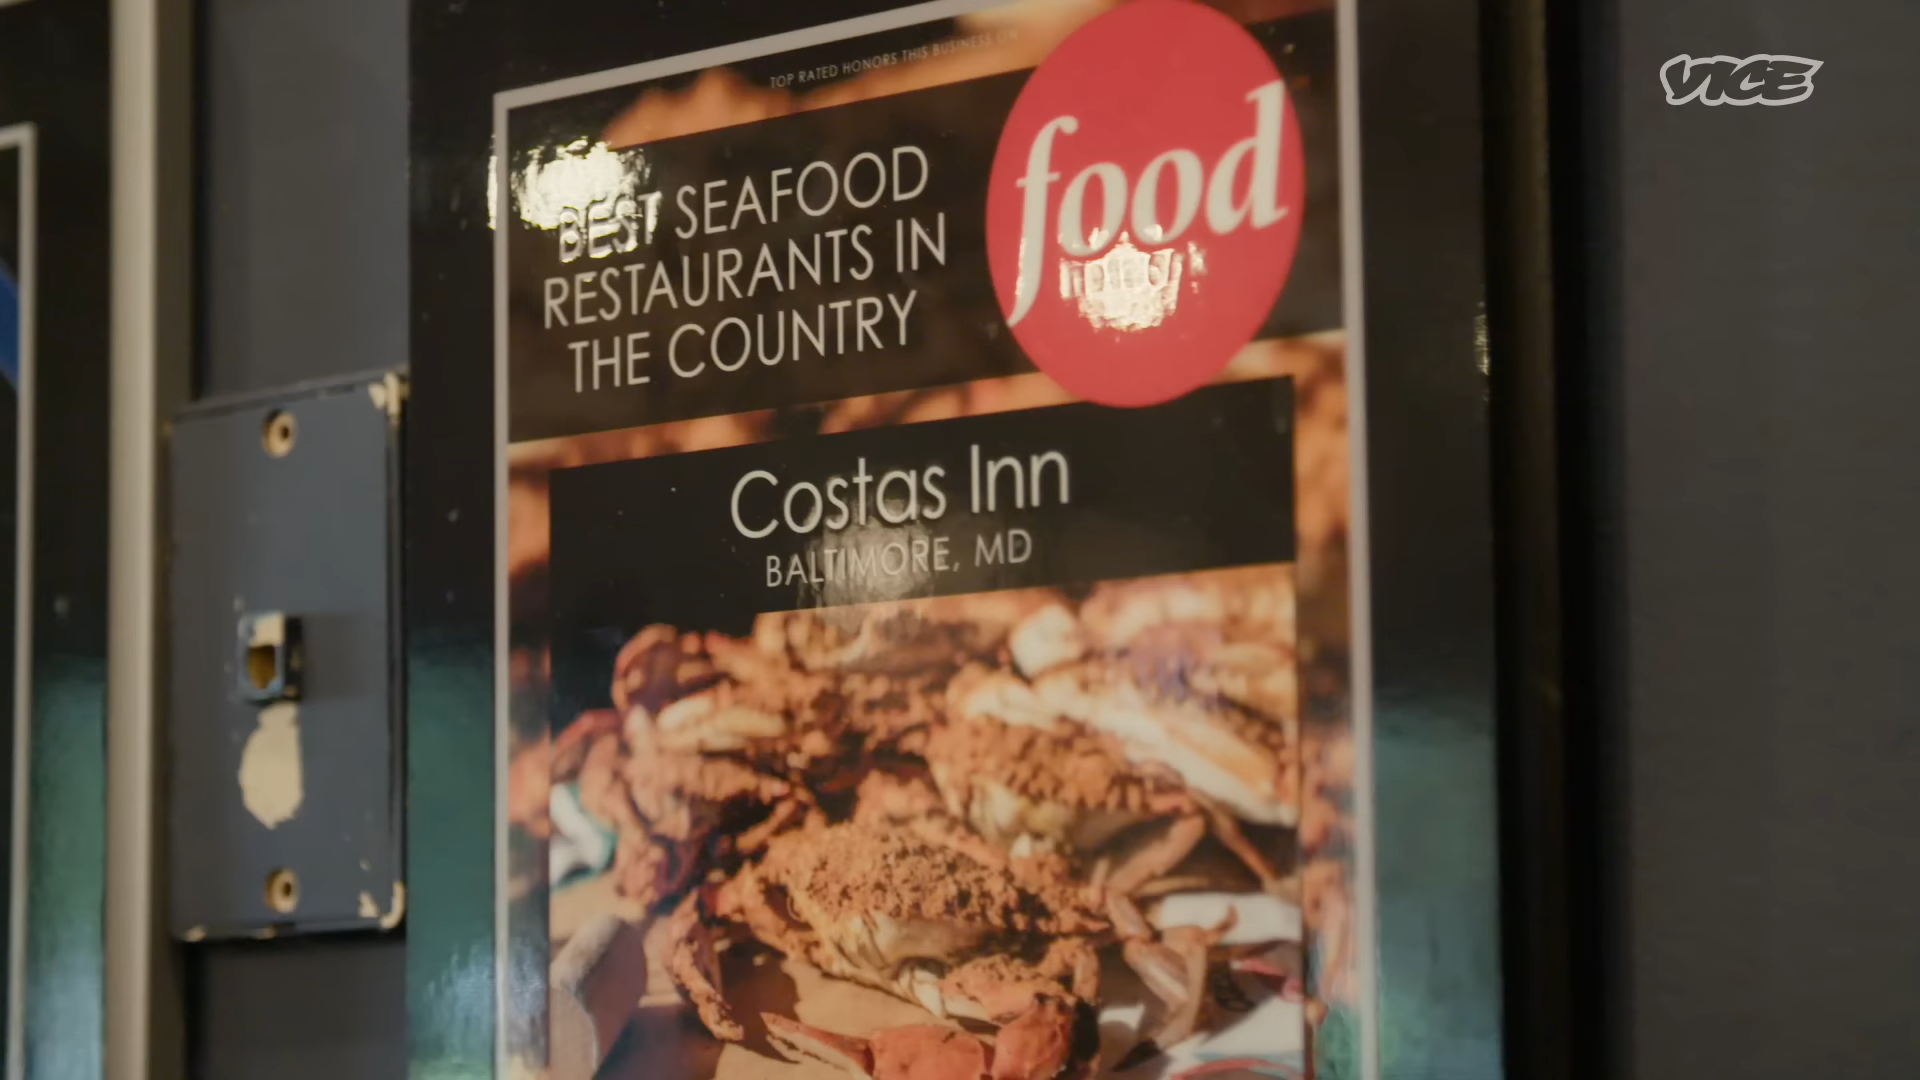 VICE
TOP RATED HONORS THIS BUSINESS ON
BEST SEAFOOD
RESTAURANTS IN
THE COUNTRY
food
Costas Inn
BALTIMORE, MD